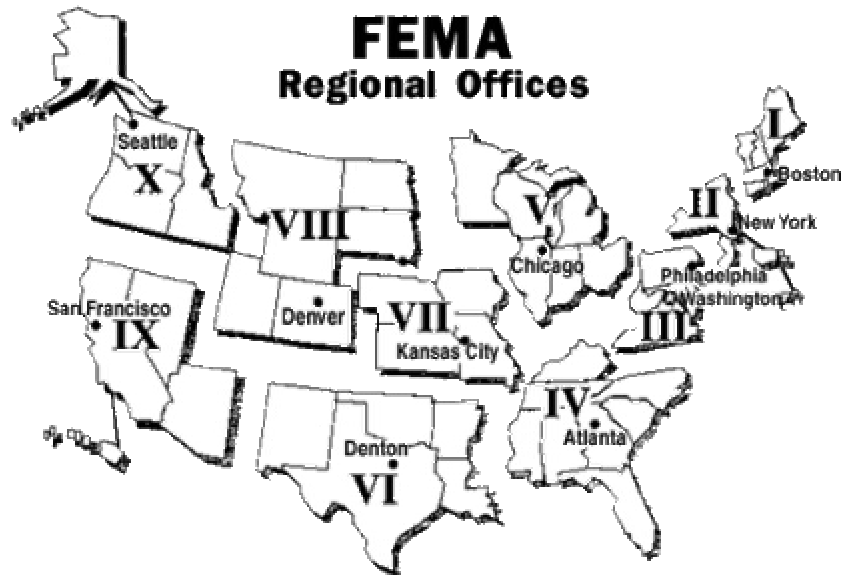 FEMA
Regional Offices
Seattle
X
VIII
V
I
Boston
II
New York
Chicago
Philadelphia
Washington
III
San Francisco
IX
Denver
VII
Kansas City
IV
Atlanta
Denton
VI